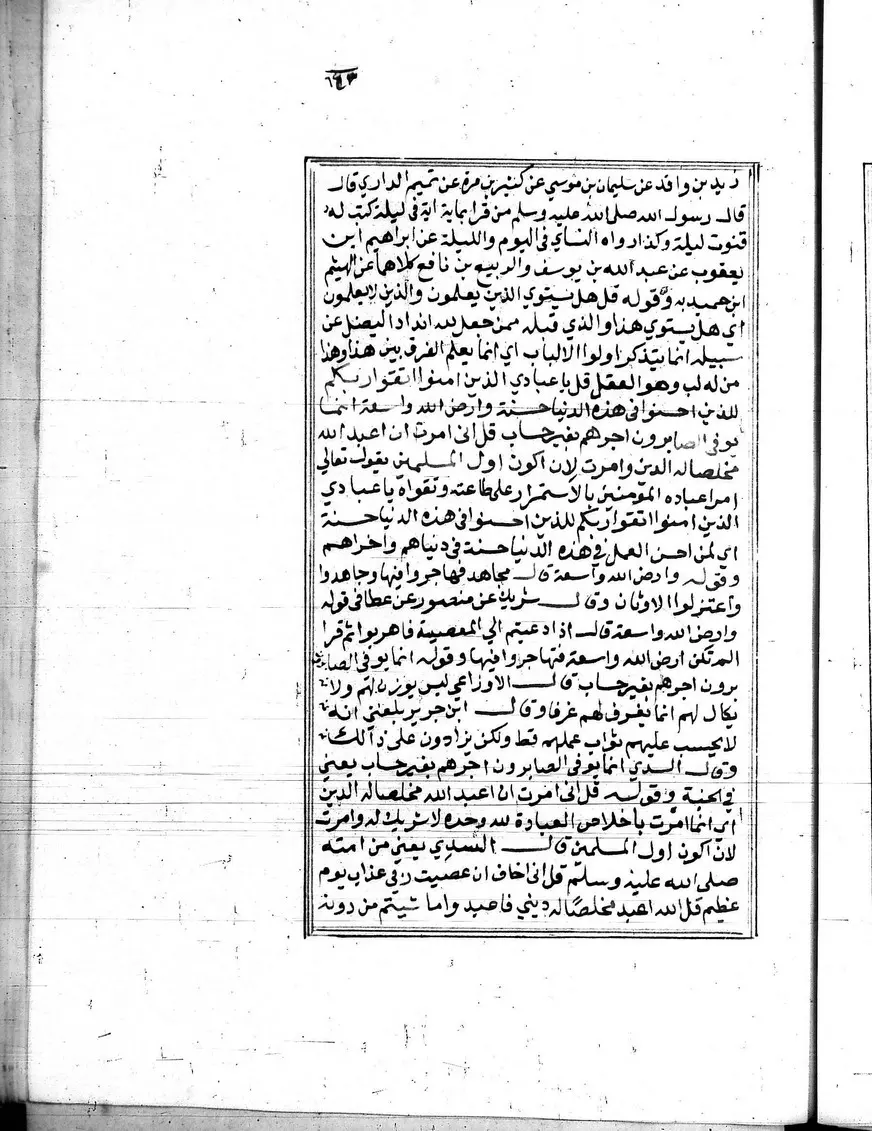 ٦٤٣
زيد بن واقد عن سليمان بن موسي عن كثير بن مرة عن تميم الداري قال
قال رسول الله صلى الله عليه وسلم من قرا بماية اية في ليلة كتب له
قنوت ليلة وكذا رواه النساي في اليوم والليلة عن ابراهيم ابن
يعقوب عن عبد الله بن يوسف والربيع بن نافع كلاهما عن الهيثم
ابن حميد به وقوله قل هل يستوي الذين يعلمون والذين لا يعلمون
اي هل يستوي هذا والذي قبله ممن جعل لله اندادا ليضل عن
سبيله انما يتذكر اولوا الالباب اي انما يعلم الفرق بين هذا وهذا
من له لب وهو العقل قل يا عبادي الذين امنوا اتقوا ربكم
للذين احسنوا في هذه الدنيا حسنة وارض الله واسعة انما
يوفى الصابرون اجرهم بغير حساب قل انى امرت ان اعبد الله
مخلصا له الدين وامرت لان اكون اول المسلمين يقول تعالي
امرا عباده المؤمنين بالاستمرار على طاعته وتقواه يا عبادي
الذين امنوا اتقوا ربكم للذين احسنوا في هذه الدنيا حسنة
اي لمن احسن العمل في هذه الدنيا حسنة في دنياهم واخراهم
وقوله وارض الله واسعة قال مجاهد فهاجروا فيها وجاهدوا
واعتزلوا الاوثان وقال شريك عن منصور عن عطا في قوله
وارض الله واسعة قال اذا دعيتم الي المعصية فاهربوا ثم قرا
الم تكن ارض الله واسعة فتهاجروا فيها وقوله انما يوفى الصا
برون اجرهم بغير حساب قال الاوزاعي ليس يوزن لهم ولا
يكال لهم انما يغرف لهم غرفا وقال ابن جرير بلغني انه
لا يحسب عليهم ثواب عملهم قط ولكن يزادون على ذالك
وقال السدي انما يوفى الصابرون اجرهم بغير حساب يعني
في الجنة وقوله قل انى امرت ان اعبد الله مخلصا له الدين
اي انما امرت باخلاص العبادة لله وحده لا شريك له وامرت
لان اكون اول المسلمين قال السدي يعني من امته
صلى الله عليه وسلم قل انى اخاف ان عصيت ربي عذاب يوم
عظيم قل الله اعبد مخلصا له ديني فاعبدوا ما شيتم من دونه